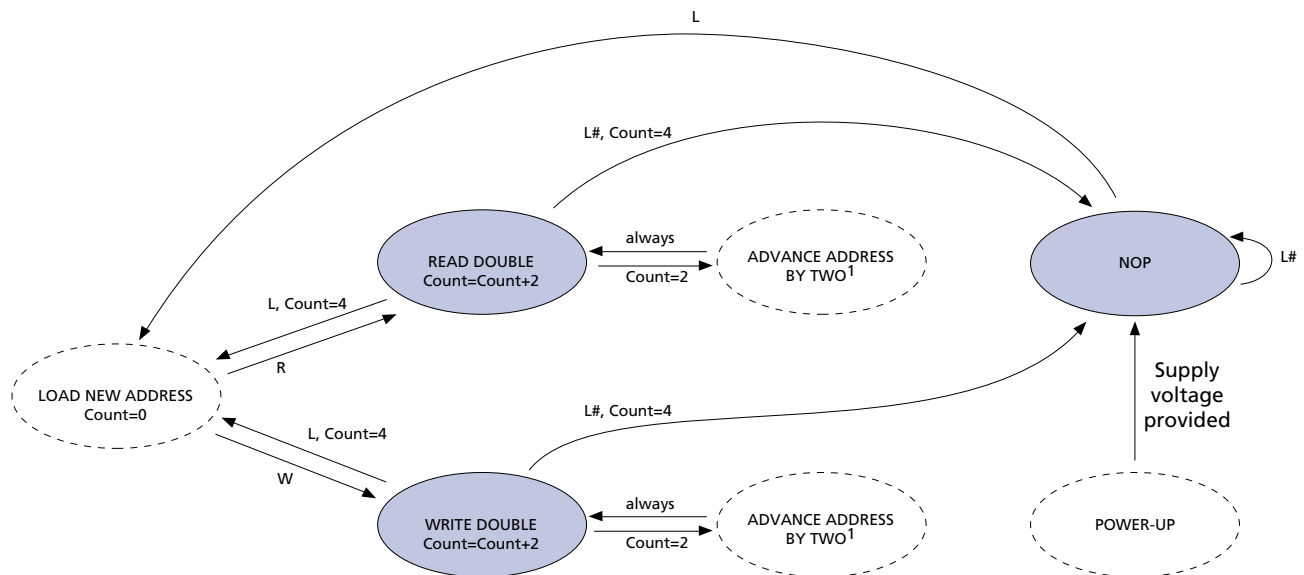 L
L#, Count=4
READ DOUBLE
Count=Count+2
always
Count=2
ADVANCE ADDRESS
BY TWO1
NOP
L#
L, Count=4
R
LOAD NEW ADDRESS
Count=0
Supply
voltage
provided
L#, Count=4
L, Count=4
W
WRITE DOUBLE
Count=Count+2
always
Count=2
ADVANCE ADDRESS
BY TWO1
POWER-UP